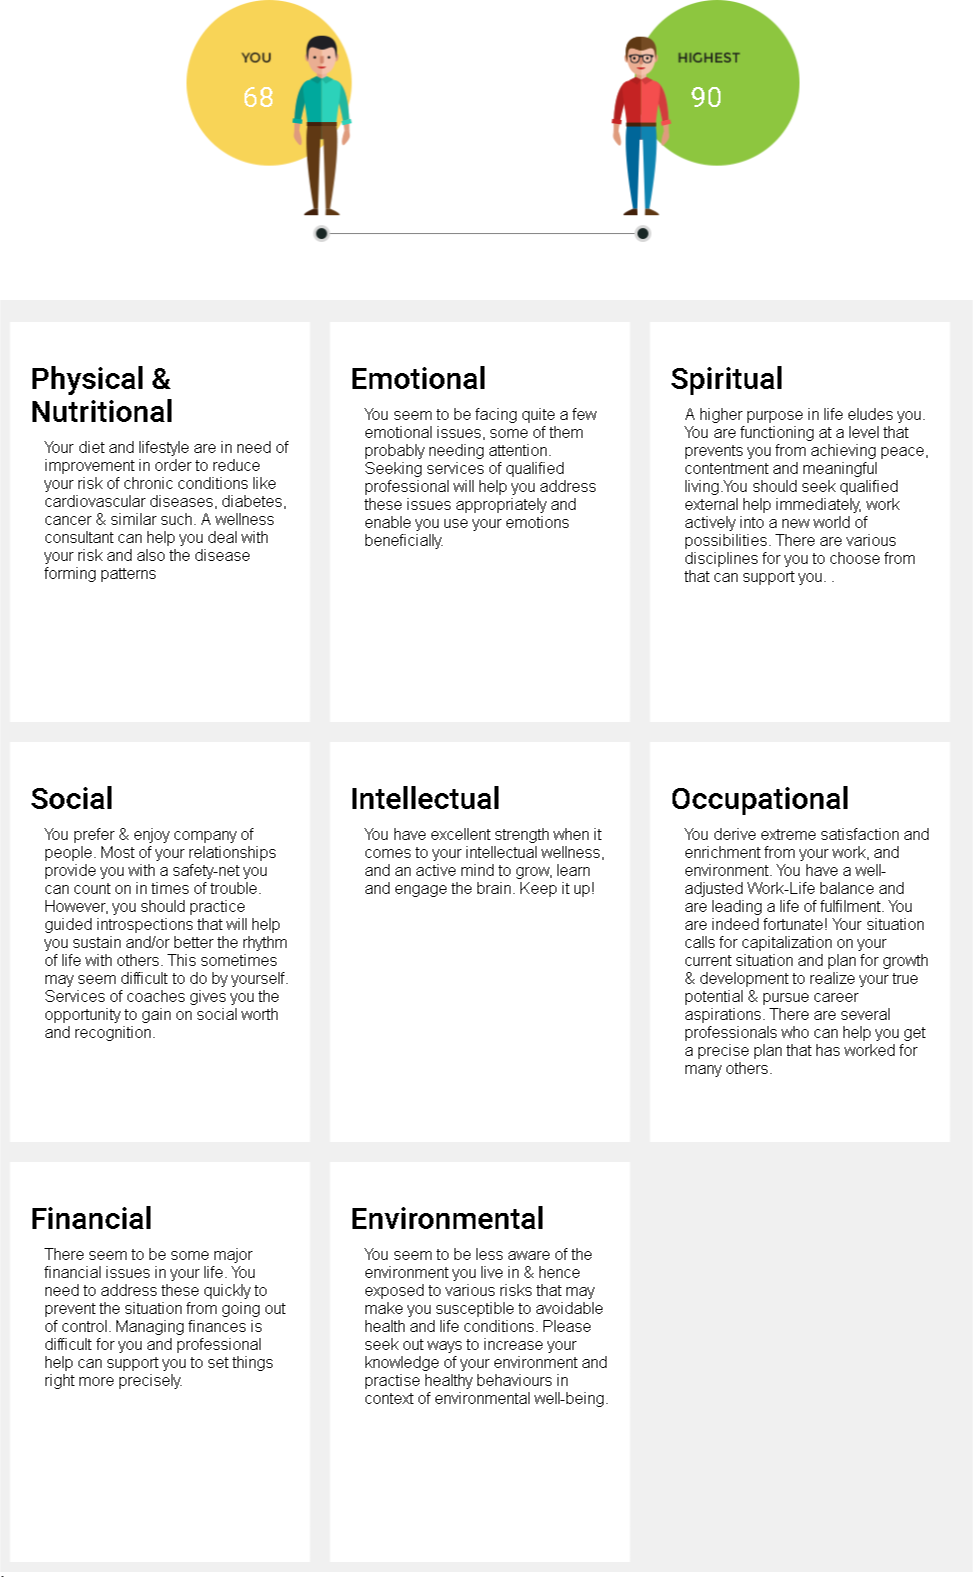 YOU
68
HIGHEST
90
Physical &
Nutritional
Your diet and lifestyle are in need of
improvement in order to reduce
your risk of chronic conditions like
cardiovascular diseases, diabetes,
cancer & similar such. A wellness
consultant can help you deal with
your risk and also the disease
forming patterns
Emotional
You seem to be facing quite a few
emotional issues, some of them
probably needing attention.
Seeking services of qualified
professional will help you address
these issues appropriately and
enable you use your emotions
beneficially.
Spiritual
A higher purpose in life eludes you.
You are functioning at a level that
prevents you from achieving peace,
contentment and meaningful
living.You should seek qualified
external help immediately, work
actively into a new world of
possibilities. There are various
disciplines for you to choose from
that can support you. .
Social
You prefer & enjoy company of
people. Most of your relationships
provide you with a safety-net you
can count on in times of trouble.
However, you should practice
guided introspections that will help
you sustain and/or better the rhythm
of life with others. This sometimes
may seem difficult to do by yourself.
Services of coaches gives you the
opportunity to gain on social worth
and recognition.
Intellectual
You have excellent strength when it
comes to your intellectual wellness,
and an active mind to grow, learn
and engage the brain. Keep it up!
Occupational
You derive extreme satisfaction and
enrichment from your work, and
environment. You have a well-
adjusted Work-Life balance and
are leading a life of fulfilment. You
are indeed fortunate! Your situation
calls for capitalization on your
current situation and plan for growth
& development to realize your true
potential & pursue career
aspirations. There are several
professionals who can help you get
a precise plan that has worked for
many others.
Financial
There seem to be some major
financial issues in your life. You
need to address these quickly to
prevent the situation from going out
of control. Managing finances is
difficult for you and professional
help can support you to set things
right more precisely.
Environmental
You seem to be less aware of the
environment you live in & hence
exposed to various risks that may
make you susceptible to avoidable
health and life conditions. Please
seek out ways to increase your
knowledge of your environment and
practise healthy behaviours in
context of environmental well-being.